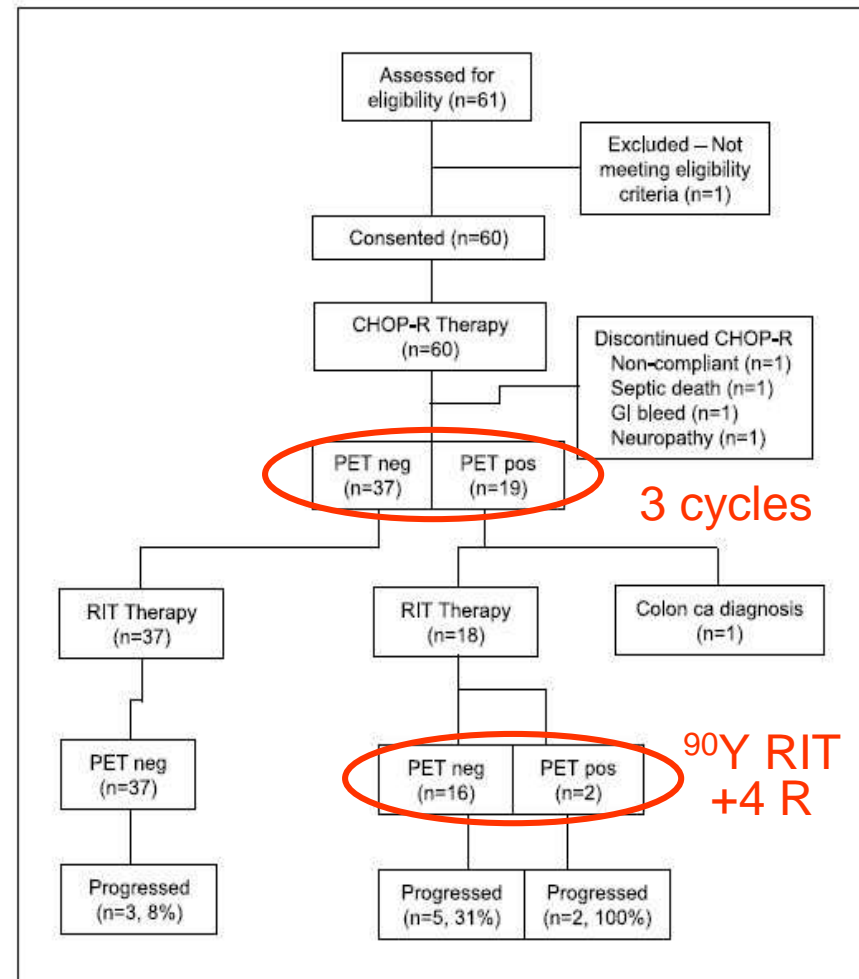 Assessed for
eligibility (n=61)
Excluded – Not
meeting eligibility
criteria (n=1)
Consented (n=60)
CHOP-R Therapy
(n=60)
Discontinued CHOP-R
Non-compliant (n=1)
Septic death (n=1)
GI bleed (n=1)
Neuropathy (n=1)
PET neg
(n=37)
PET pos
(n=19)
3 cycles
RIT Therapy
(n=37)
RIT Therapy
(n=18)
Colon ca diagnosis
(n=1)
PET neg
(n=37)
PET neg
(n=16)
PET pos
(n=2)
⁹⁰Y RIT
+4 R
Progressed
(n=3, 8%)
Progressed
(n=5, 31%)
Progressed
(n=2, 100%)